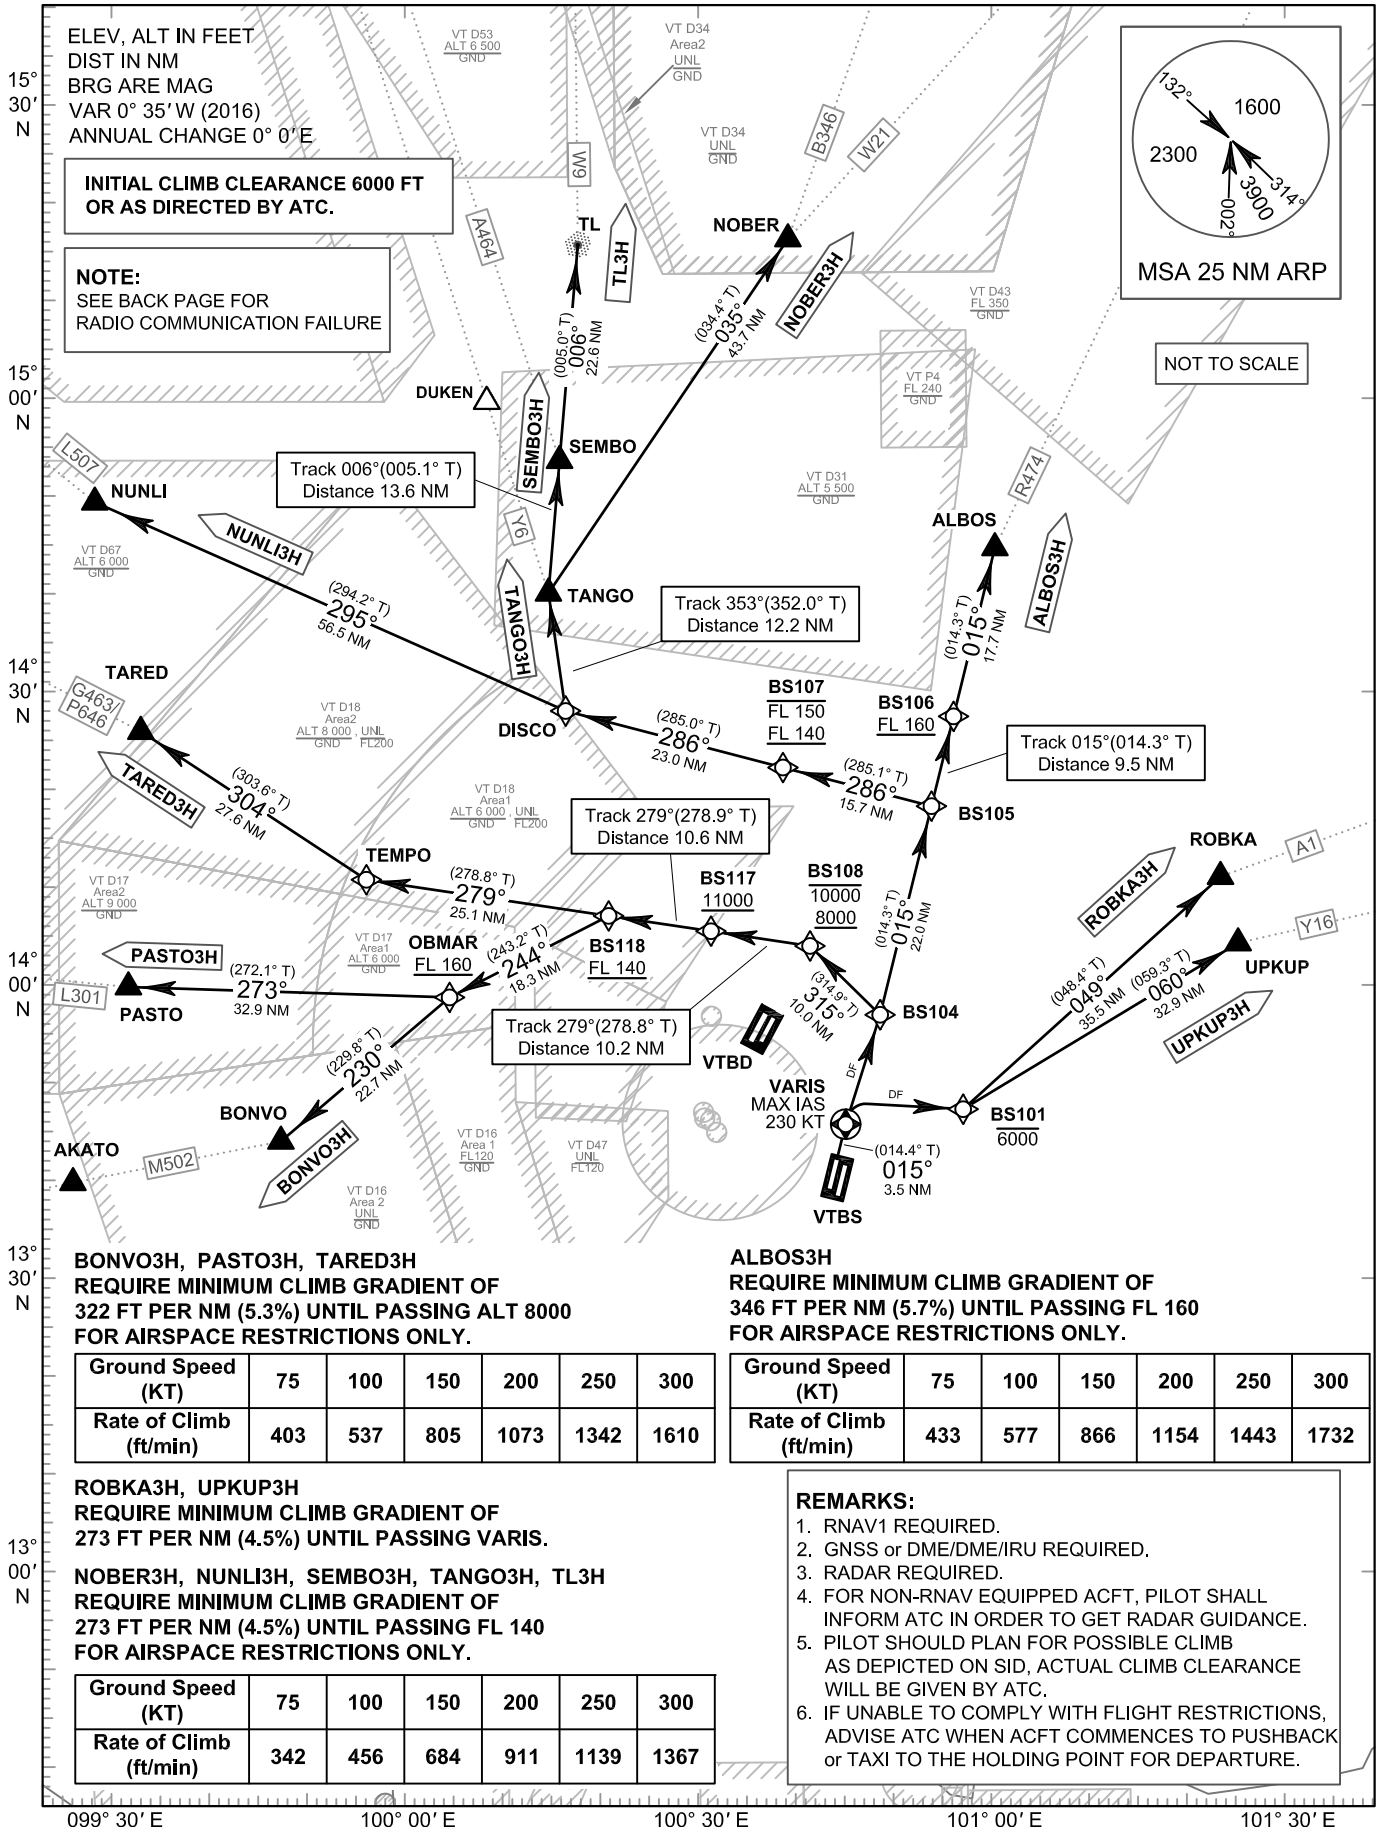 ELEV, ALT IN FEET
DIST IN NM
BRG ARE MAG
VAR 0° 35′ W (2016)
ANNUAL CHANGE 0° 0′ E
INITIAL CLIMB CLEARANCE 6000 FT
OR AS DIRECTED BY ATC.
NOTE:
SEE BACK PAGE FOR
RADIO COMMUNICATION FAILURE
15°
30′
N
15°
00′
N
14°
30′
N
14°
00′
N
13°
30′
N
13°
00′
N
VT D53
ALT 6 500
GND
VT D34
Area2
UNL
GND
VT D34
UNL
GND
B346
W21
W9
A464
132°
1600
2300
3900
314°
002°
MSA 25 NM ARP
NOT TO SCALE
TL
TL3H
NOBER
NOBER3H
VT D43
FL 350
GND
(005.0° T)
006°
22.6 NM
(034.4° T)
035°
43.7 NM
VT P4
FL 240
GND
DUKEN
SEMBO3H
SEMBO
L507
NUNLI
NUNLI3H
Track 006°(005.1° T)
Distance 13.6 NM
VT D31
ALT 5 500
GND
R474
Y6
ALBOS
ALBOS3H
VT D67
ALT 6 000
GND
(294.2° T)
295°
56.5 NM
TANGO
TANGO3H
Track 353°(352.0° T)
Distance 12.2 NM
(014.3° T)
015°
17.7 NM
TARED
G463/
P646
TARED3H
VT D18
Area2
ALT 8 000 , UNL
GND FL200
DISCO
BS107
FL 150
FL 140
BS106
FL 160
(285.0° T)
286°
23.0 NM
(285.1° T)
286°
15.7 NM
Track 015°(014.3° T)
Distance 9.5 NM
BS105
(303.6° T)
304°
27.6 NM
VT D18
Area1
ALT 6 000 , UNL
GND FL200
Track 279°(278.9° T)
Distance 10.6 NM
TEMPO
(278.8° T)
279°
25.1 NM
BS117
11000
BS108
10000
8000
(014.3° T)
015°
22.0 NM
ROBKA
A1
ROBKA3H
VT D17
Area2
ALT 9 000
GND
VT D17
Area1
ALT 6 000
GND
OBMAR
FL 160
(243.2° T)
244°
18.3 NM
BS118
FL 140
(314.9° T)
315°
10.0 NM
Y16
UPKUP
UPKUP3H
PASTO3H
(272.1° T)
273°
32.9 NM
L301
PASTO
BS104
(048.4° T)
049°
35.5 NM
(059.3° T)
060°
32.9 NM
Track 279°(278.8° T)
Distance 10.2 NM
VTBD
(229.8° T)
230°
22.7 NM
DF
DF
VARIS
MAX IAS
230 KT
BS101
6000
BONVO
BONVO3H
AKATO
M502
VT D16
Area 1
FL120
GND
VT D47
UNL
FL120
VT D16
Area 2
UNL
GND
(014.4° T)
015°
3.5 NM
VTBS
BONVO3H, PASTO3H, TARED3H
REQUIRE MINIMUM CLIMB GRADIENT OF
322 FT PER NM (5.3%) UNTIL PASSING ALT 8000
FOR AIRSPACE RESTRICTIONS ONLY.
Ground Speed (KT) 75 100 150 200 250 300
Rate of Climb (ft/min) 403 537 805 1073 1342 1610
ALBOS3H
REQUIRE MINIMUM CLIMB GRADIENT OF
346 FT PER NM (5.7%) UNTIL PASSING FL 160
FOR AIRSPACE RESTRICTIONS ONLY.
Ground Speed (KT) 75 100 150 200 250 300
Rate of Climb (ft/min) 433 577 866 1154 1443 1732
ROBKA3H, UPKUP3H
REQUIRE MINIMUM CLIMB GRADIENT OF
273 FT PER NM (4.5%) UNTIL PASSING VARIS.
NOBER3H, NUNLI3H, SEMBO3H, TANGO3H, TL3H
REQUIRE MINIMUM CLIMB GRADIENT OF
273 FT PER NM (4.5%) UNTIL PASSING FL 140
FOR AIRSPACE RESTRICTIONS ONLY.
Ground Speed (KT) 75 100 150 200 250 300
Rate of Climb (ft/min) 342 456 684 911 1139 1367
REMARKS:
1. RNAV1 REQUIRED.
2. GNSS or DME/DME/IRU REQUIRED.
3. RADAR REQUIRED.
4. FOR NON-RNAV EQUIPPED ACFT, PILOT SHALL
INFORM ATC IN ORDER TO GET RADAR GUIDANCE.
5. PILOT SHOULD PLAN FOR POSSIBLE CLIMB
AS DEPICTED ON SID, ACTUAL CLIMB CLEARANCE
WILL BE GIVEN BY ATC.
6. IF UNABLE TO COMPLY WITH FLIGHT RESTRICTIONS,
ADVISE ATC WHEN ACFT COMMENCES TO PUSHBACK
or TAXI TO THE HOLDING POINT FOR DEPARTURE.
099° 30′ E
100° 00′ E
100° 30′ E
101° 00′ E
101° 30′ E